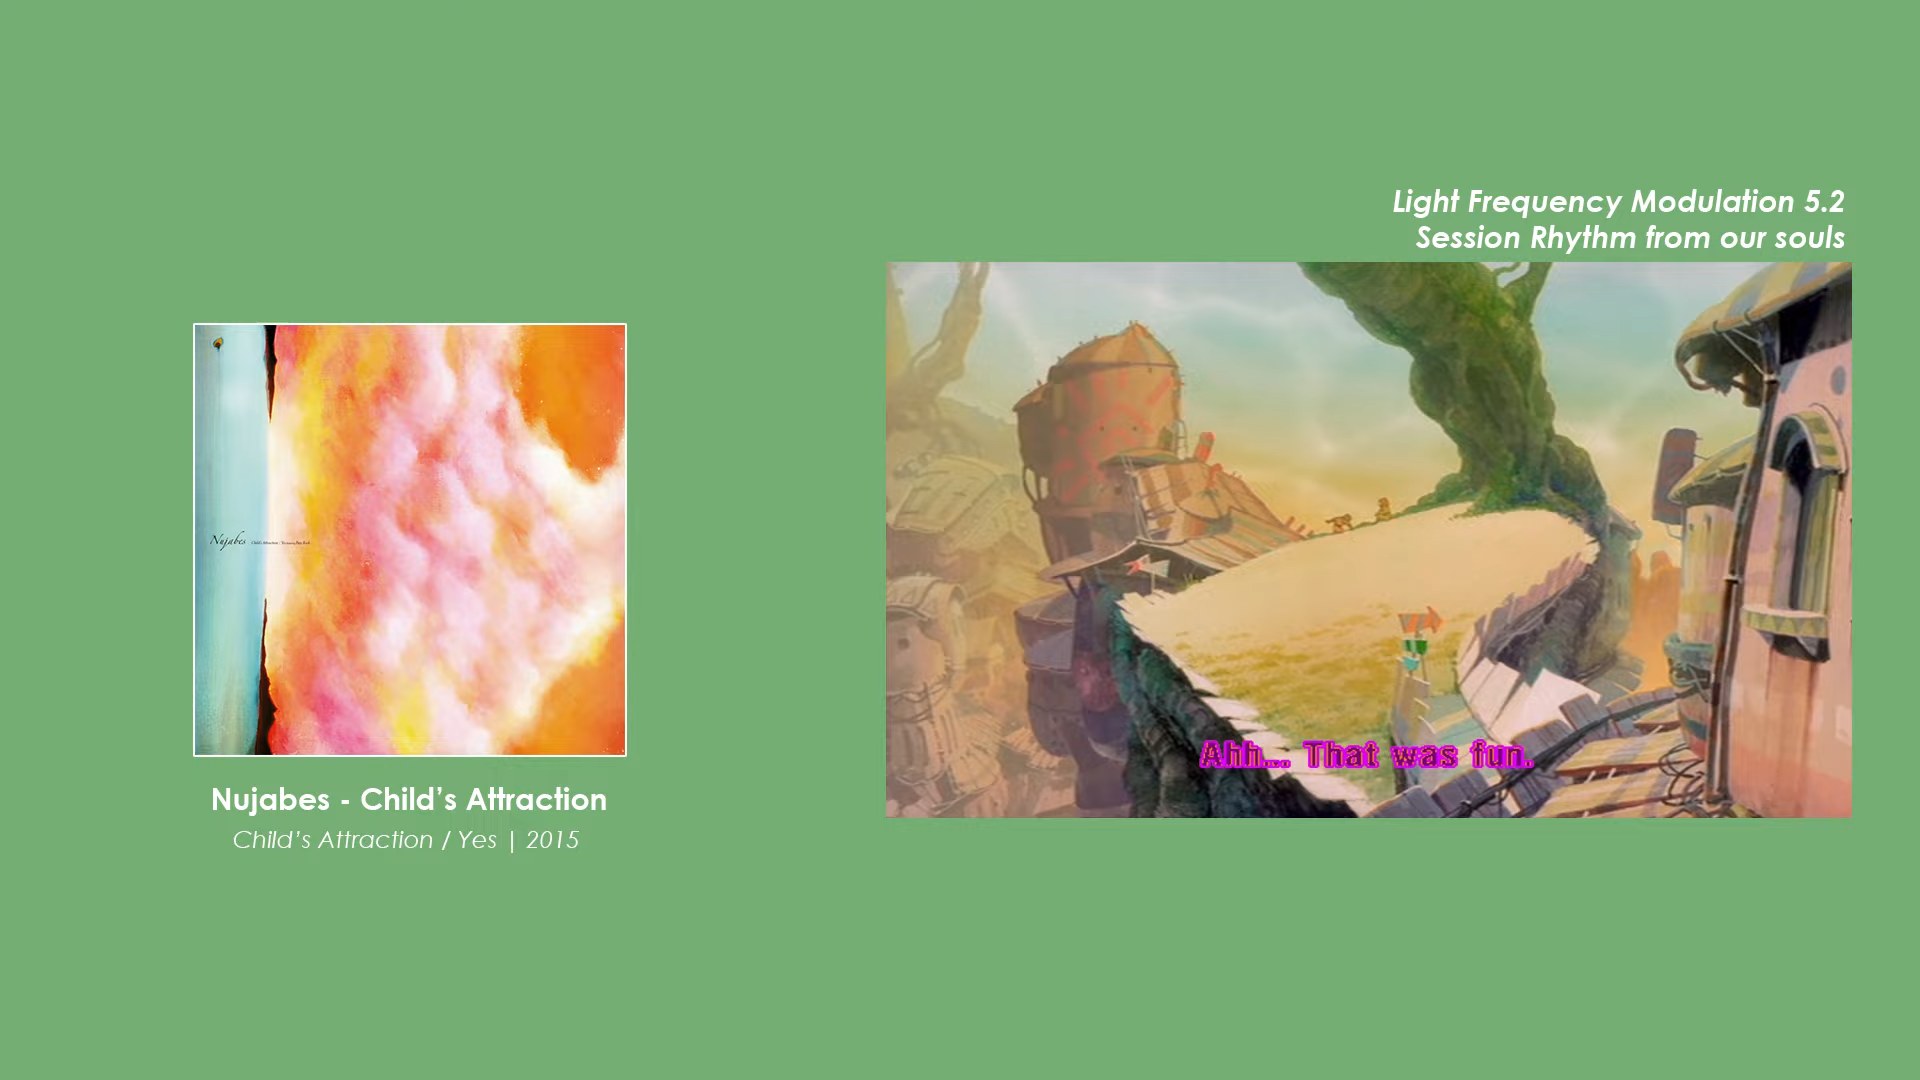 Light Frequency Modulation 5.2
Session Rhythm from our souls
Nujabes
Ahh... That was fun.
Nujabes - Child’s Attraction
Child’s Attraction / Yes | 2015